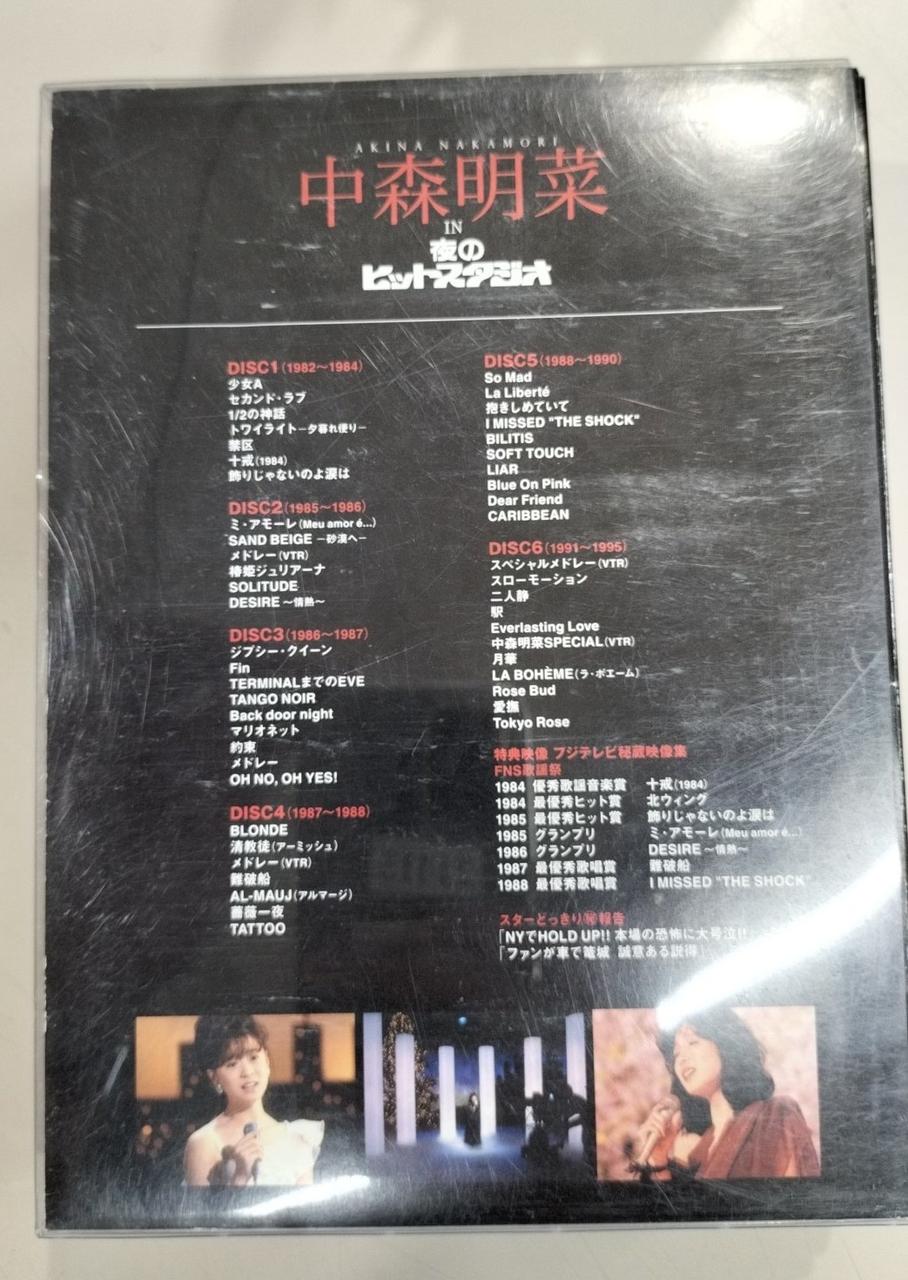 AKINA NAKAMORI
中森明菜
IN
夜の
ヒットスタジオ
DISC1(1982〜1984)
少女A
セカンド・ラブ
1/2の神話
トワイライト−夕暮れ便り−
禁区
十戒(1984)
飾りじゃないのよ涙は
DISC2(1985〜1986)
ミ・アモーレ(Meu amor é...)
SAND BEIGE −砂漠へ−
メドレー(VTR)
椿姫ジュリアーナ
SOLITUDE
DESIRE 〜情熱〜
DISC3(1986〜1987)
ジプシー・クイーン
Fin
TERMINALまでのEVE
TANGO NOIR
Back door night
マリオネット
約束
メドレー
OH NO, OH YES!
DISC4(1987〜1988)
BLONDE
清教徒(アーミッシュ)
メドレー(VTR)
難破船
AL-MAUJ(アルマージ)
薔薇一夜
TATTOO
DISC5(1988〜1990)
So Mad
La Liberté
抱きしめていて
I MISSED "THE SHOCK"
BILITIS
SOFT TOUCH
LIAR
Blue On Pink
Dear Friend
CARIBBEAN
DISC6(1991〜1995)
スペシャルメドレー(VTR)
スローモーション
二人静
駅
Everlasting Love
中森明菜SPECIAL(VTR)
月華
LA BOHÈME(ラ・ボエーム)
Rose Bud
愛撫
Tokyo Rose
特典映像 フジテレビ秘蔵映像集
FNS歌謡祭
1984 優秀歌謡音楽賞 十戒(1984)
1984 最優秀ヒット賞 北ウィング
1985 最優秀ヒット賞 飾りじゃないのよ涙は
1985 グランプリ ミ・アモーレ(Meu amor é...)
1986 グランプリ DESIRE 〜情熱〜
1987 最優秀歌唱賞 難破船
1988 最優秀歌唱賞 I MISSED "THE SHOCK"
スターどっきり㊙報告
「NYでHOLD UP!! 本場の恐怖に大号泣!!
「ファンが車で篭城 誠意ある説得」